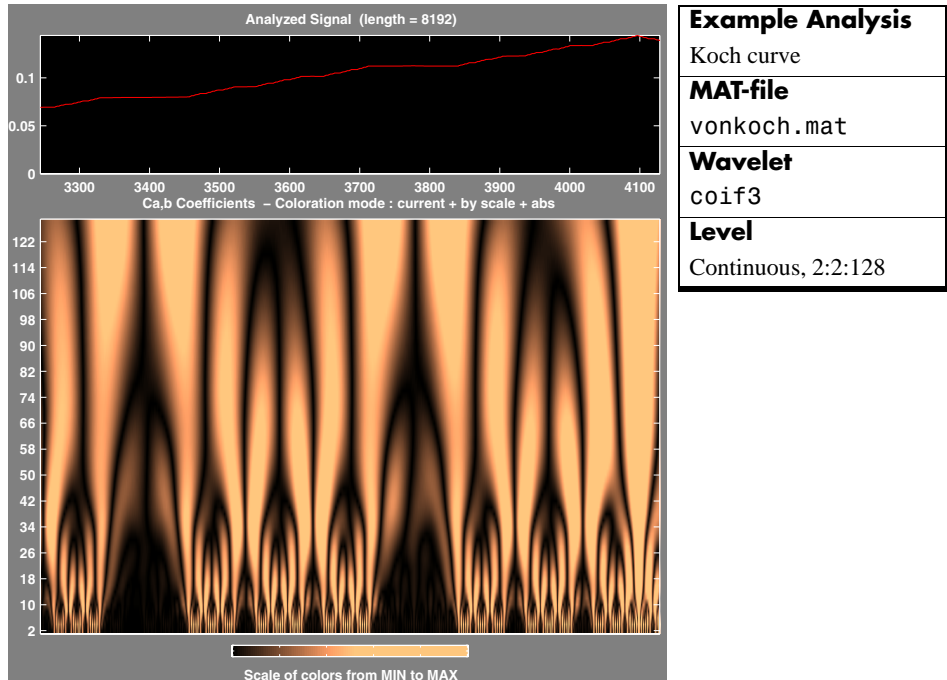 Analyzed Signal (length = 8192)
0.1
0.05
0
3300 3400 3500 3600 3700 3800 3900 4000 4100
Ca,b Coefficients - Coloration mode : current + by scale + abs
122
114
106
98
90
82
74
66
58
50
42
34
26
18
10
2
Scale of colors from MIN to MAX
Example Analysis
Koch curve
MAT-file
vonkoch.mat
Wavelet
coif3
Level
Continuous, 2:2:128